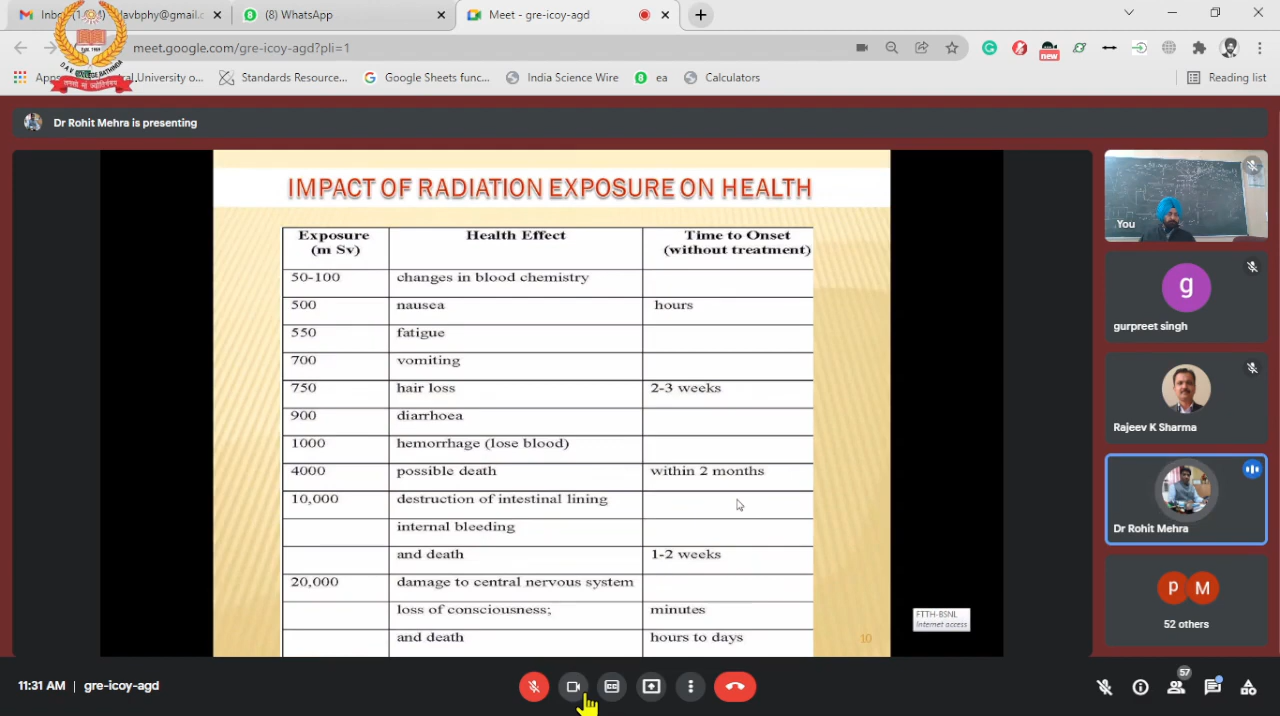 Inbox
davbphy@gmail.c
(8) WhatsApp
Meet - gre-icoy-agd
meet.google.com/gre-icoy-agd?pli=1
new
University o...
Standards Resource...
Google Sheets func...
India Science Wire
ea
Calculators
Reading list
Dr Rohit Mehra is presenting
IMPACT OF RADIATION EXPOSURE ON HEALTH
Exposure (m Sv) Health Effect Time to Onset (without treatment)
50-100 changes in blood chemistry
500 nausea hours
550 fatigue
700 vomiting
750 hair loss 2-3 weeks
900 diarrhoea
1000 hemorrhage (lose blood)
4000 possible death within 2 months
10,000 destruction of intestinal lining
internal bleeding
and death 1-2 weeks
20,000 damage to central nervous system
loss of consciousness; minutes
and death hours to days
10
FTTH-BSNL
Internet access
You
g
gurpreet singh
Rajeev K Sharma
Dr Rohit Mehra
p M
52 others
11:31 AM gre-icoy-agd
57